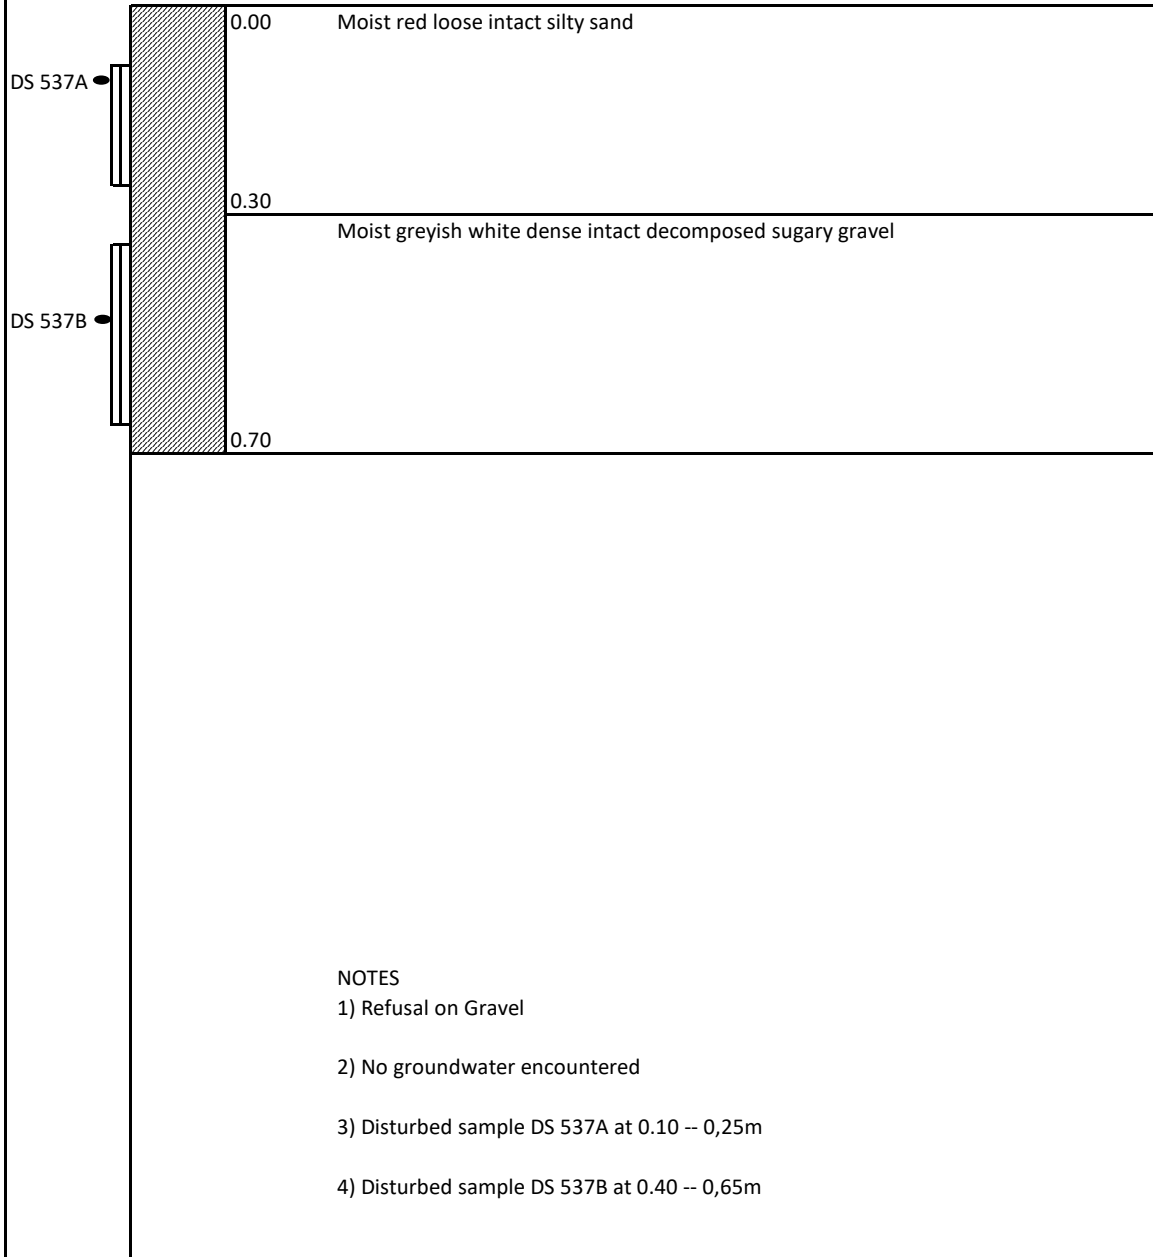 0.00 Moist red loose intact silty sand
DS 537A
0.30
Moist greyish white dense intact decomposed sugary gravel
DS 537B
0.70
NOTES
1) Refusal on Gravel
2) No groundwater encountered
3) Disturbed sample DS 537A at 0.10 -- 0,25m
4) Disturbed sample DS 537B at 0.40 -- 0,65m